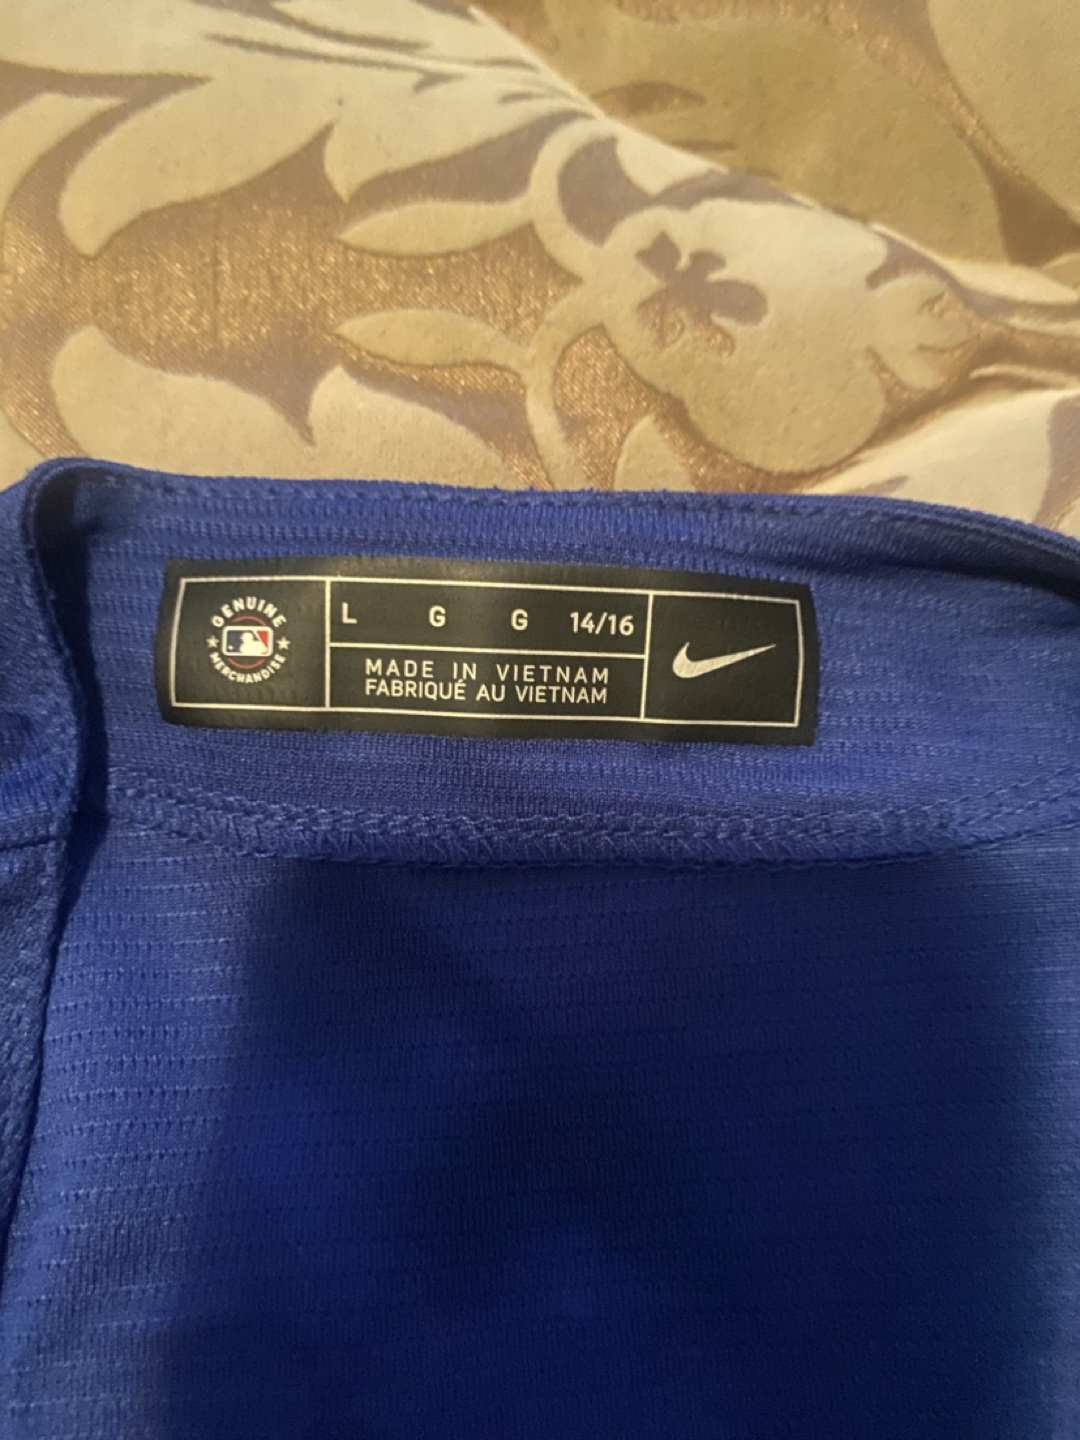 GENUINE
MERCHANDISE
L G G 14/16
MADE IN VIETNAM
FABRIQUÉ AU VIETNAM